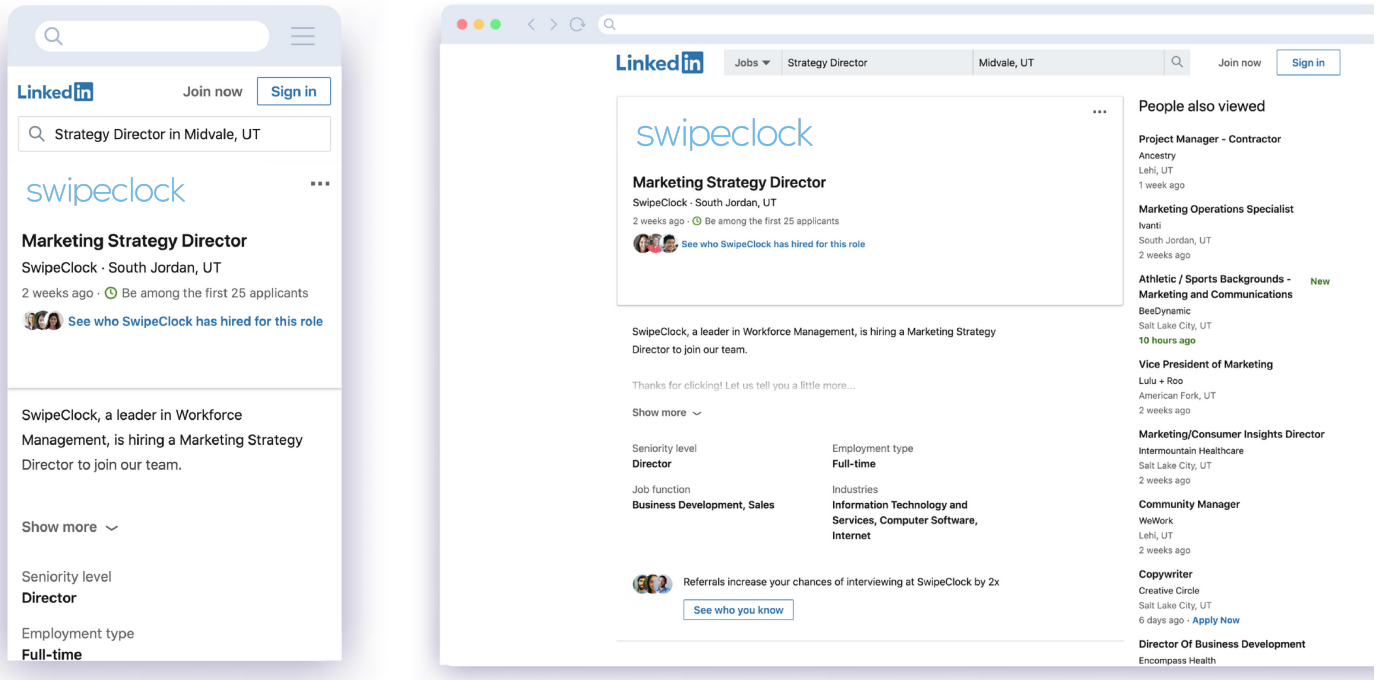 Linked in
Join now
Sign in
Strategy Director in Midvale, UT
swipeclock
...
Marketing Strategy Director
SwipeClock · South Jordan, UT
2 weeks ago · Be among the first 25 applicants
See who SwipeClock has hired for this role
SwipeClock, a leader in Workforce
Management, is hiring a Marketing Strategy
Director to join our team.
Show more
Seniority level
Director
Employment type
Full-time
Linked in
Jobs
Strategy Director
Midvale, UT
Join now
Sign in
...
swipeclock
Marketing Strategy Director
SwipeClock · South Jordan, UT
2 weeks ago · Be among the first 25 applicants
See who SwipeClock has hired for this role
SwipeClock, a leader in Workforce Management, is hiring a Marketing Strategy
Director to join our team.
Thanks for clicking! Let us tell you a little more...
Show more
Seniority level
Director
Employment type
Full-time
Job function
Business Development, Sales
Industries
Information Technology and
Services, Computer Software,
Internet
Referrals increase your chances of interviewing at SwipeClock by 2x
See who you know
People also viewed
Project Manager - Contractor
Ancestry
Lehi, UT
1 week ago
Marketing Operations Specialist
Ivanti
South Jordan, UT
2 weeks ago
Athletic / Sports Backgrounds -
New
Marketing and Communications
BeeDynamic
Salt Lake City, UT
10 hours ago
Vice President of Marketing
Lulu + Roo
American Fork, UT
2 weeks ago
Marketing/Consumer Insights Director
Intermountain Healthcare
Salt Lake City, UT
2 weeks ago
Community Manager
WeWork
Lehi, UT
2 weeks ago
Copywriter
Creative Circle
Salt Lake City, UT
6 days ago · Apply Now
Director Of Business Development
Encompass Health